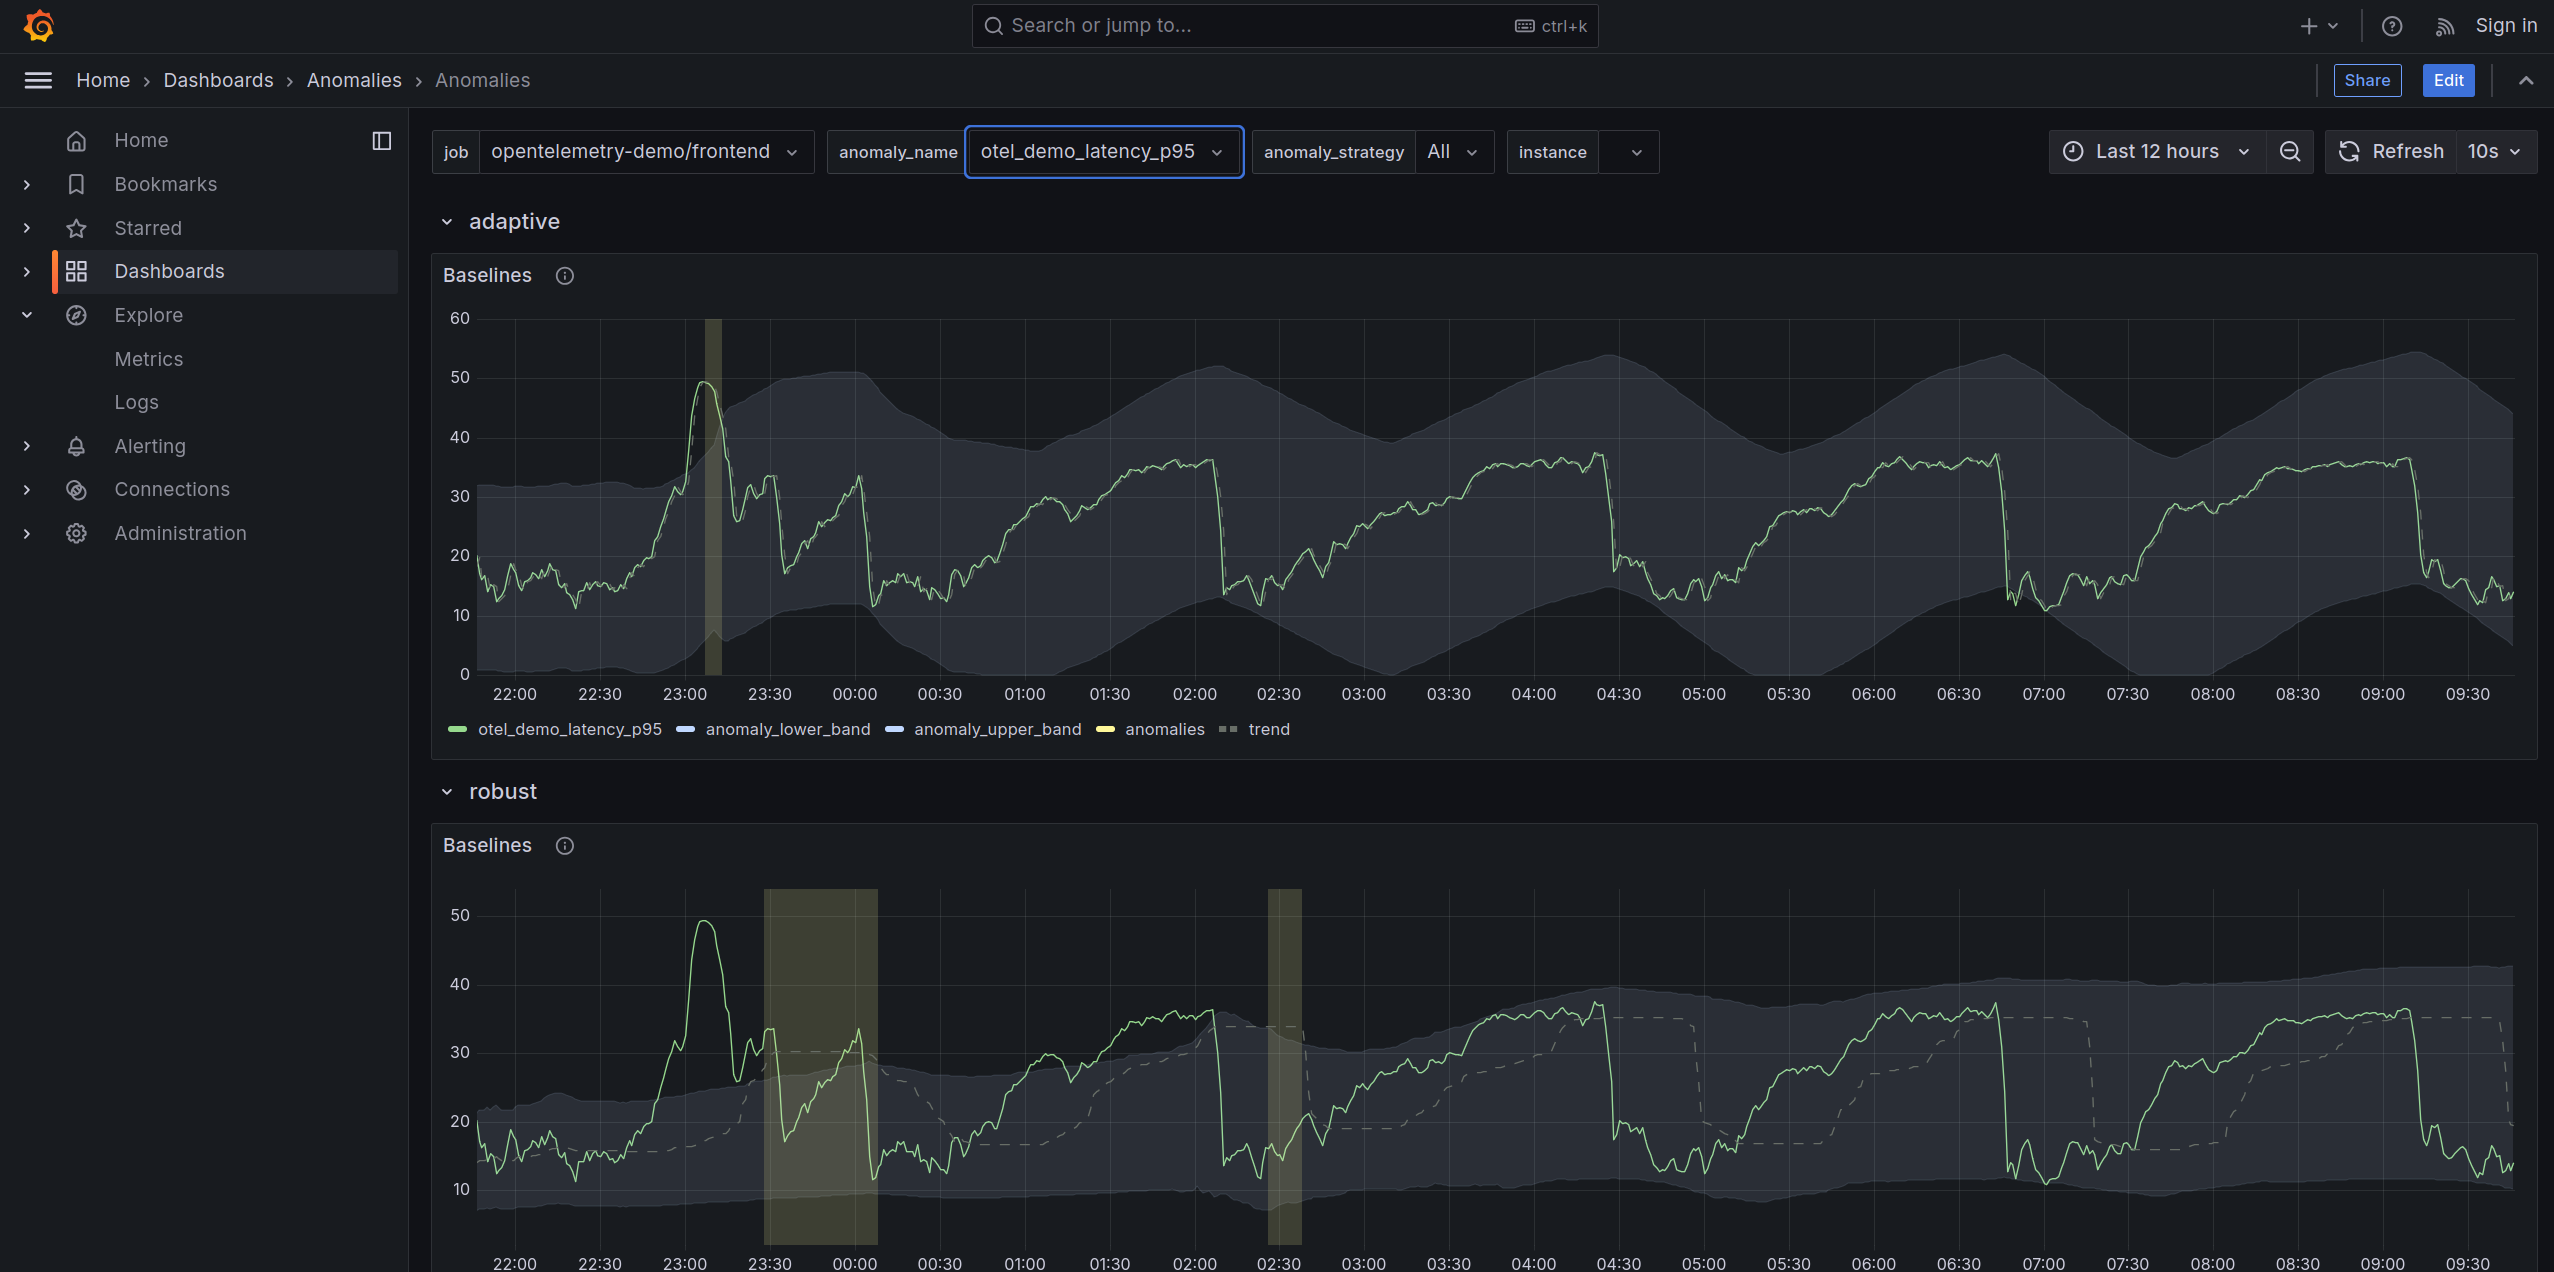 Search or jump to... ctrl+k Sign in
Home › Dashboards › Anomalies › Anomalies Share Edit
Home
Bookmarks
Starred
Dashboards
Explore
Metrics
Logs
Alerting
Connections
Administration
job opentelemetry-demo/frontend anomaly_name otel_demo_latency_p95 anomaly_strategy All instance Last 12 hours Refresh 10s
adaptive
Baselines
60
50
40
30
20
10
0
22:00 22:30 23:00 23:30 00:00 00:30 01:00 01:30 02:00 02:30 03:00 03:30 04:00 04:30 05:00 05:30 06:00 06:30 07:00 07:30 08:00 08:30 09:00 09:30
otel_demo_latency_p95 anomaly_lower_band anomaly_upper_band anomalies trend
robust
Baselines
50
40
30
20
10
22:00 22:30 23:00 23:30 00:00 00:30 01:00 01:30 02:00 02:30 03:00 03:30 04:00 04:30 05:00 05:30 06:00 06:30 07:00 07:30 08:00 08:30 09:00 09:30